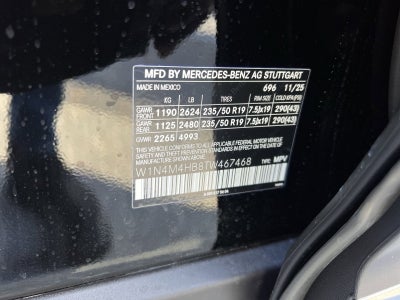 MFD BY MERCEDES-BENZ AG STUTTGART
MADE IN MEXICO 696 11/25
KG LB TIRES RIM SIZE COLD KPA (PSI)
GAWR FRONT 1190 2624 235/50 R19 7.5Jx19 290(43)
GAWR REAR 1125 2480 235/50 R19 7.5Jx19 290(43)
GVWR 2265 4993
THIS VEHICLE CONFORMS TO ALL APPLICABLE FEDERAL MOTOR VEHICLE SAFETY AND THEFT PREVENTION STANDARDS IN EFFECT ON THE DATE OF MANUFACTURE SHOWN ABOVE.
W1N4M4HB8TW467468 TYPE: MPV